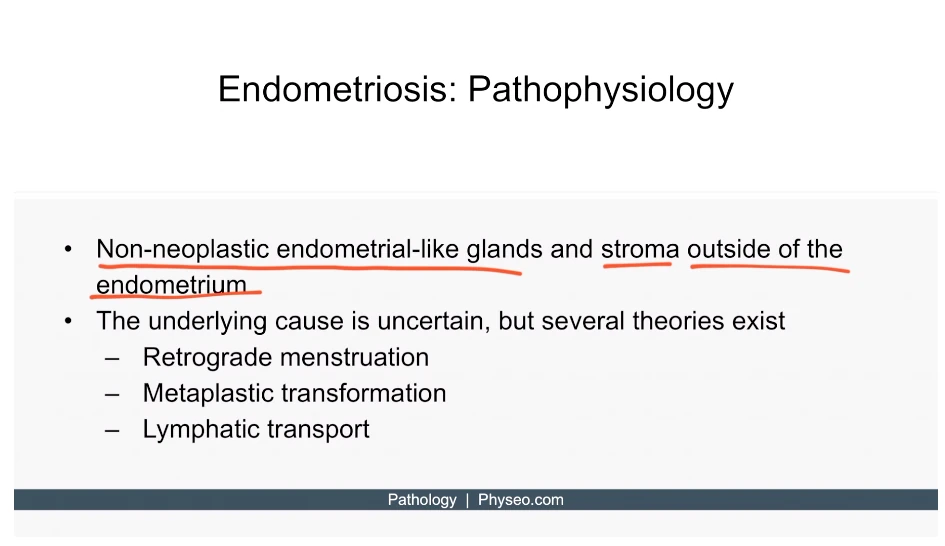 Endometriosis: Pathophysiology
• Non-neoplastic endometrial-like glands and stroma outside of the
endometrium
• The underlying cause is uncertain, but several theories exist
– Retrograde menstruation
– Metaplastic transformation
– Lymphatic transport
Pathology | Physeo.com